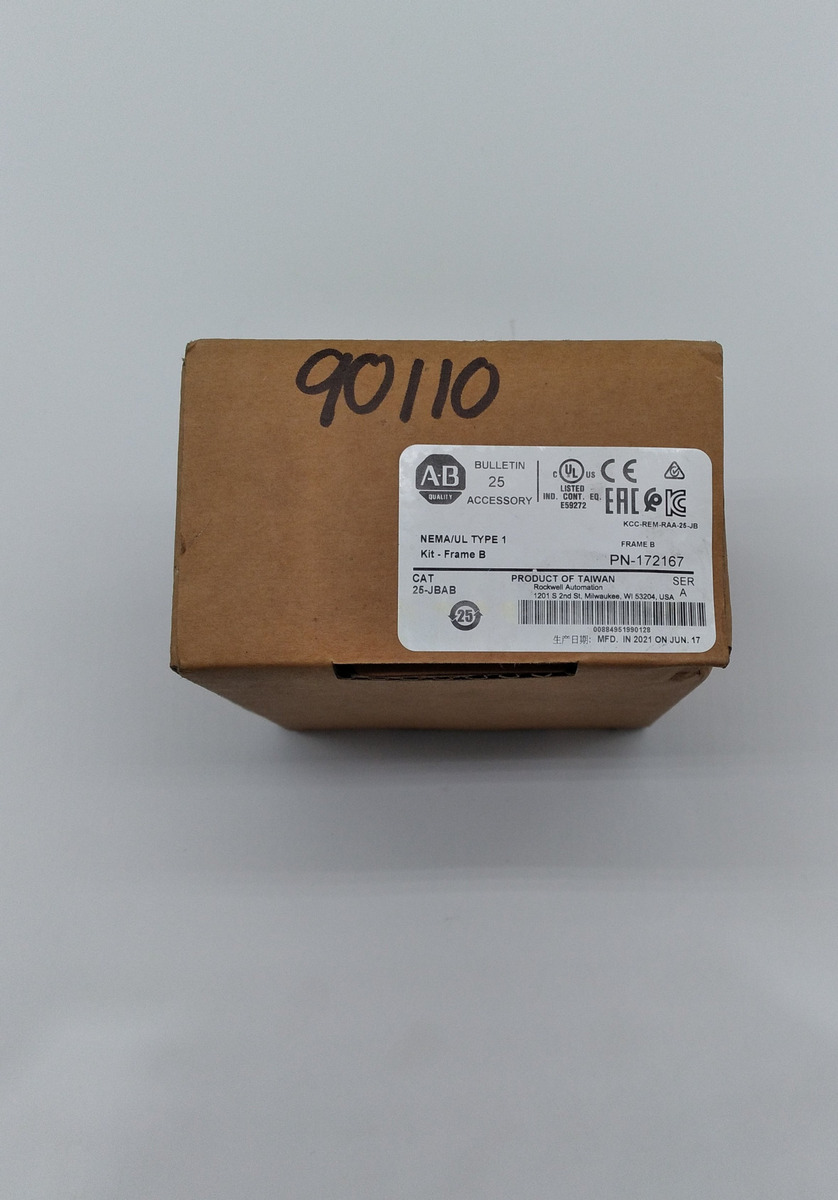 90110
A-B
QUALITY
BULLETIN
25
ACCESSORY
C UL US CE
LISTED
IND. CONT. EQ.
E59272
EAC
KC
KCC-REM-RAA-25-JB
NEMA/UL TYPE 1
Kit - Frame B
FRAME B
PN-172167
CAT
25-JBAB
PRODUCT OF TAIWAN
Rockwell Automation
1201 S 2nd St, Milwaukee, WI 53204, USA
SER
A
25
00884951990128
生产日期: MFD. IN 2021 ON JUN. 17